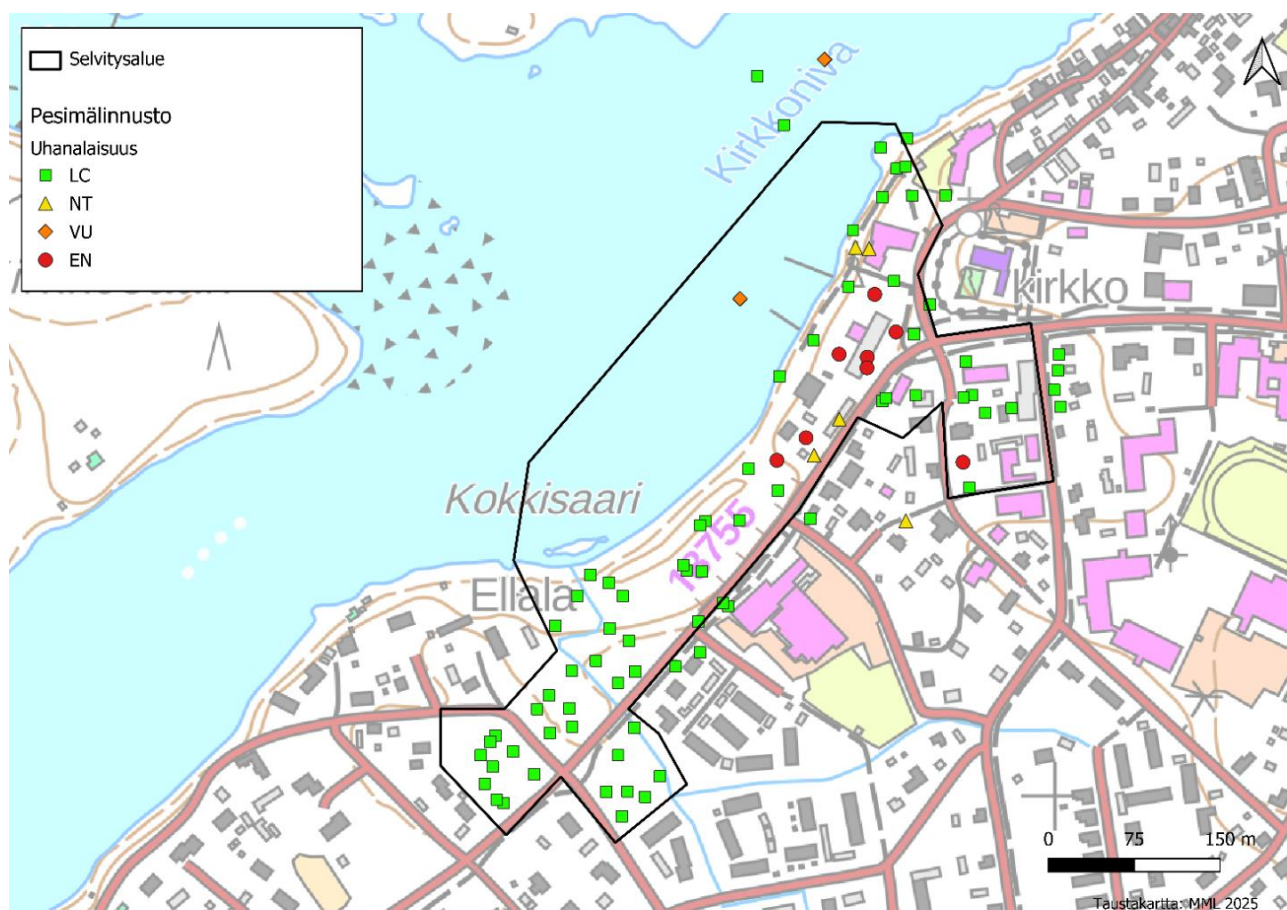 Selvitysalue
Pesimälinnusto
Uhanalaisuus
LC
NT
VU
EN
Kirkkoniva
kirkko
Kokkisaari
13755
Ellala
0 75 150 m
Taustakartta: MML 2025